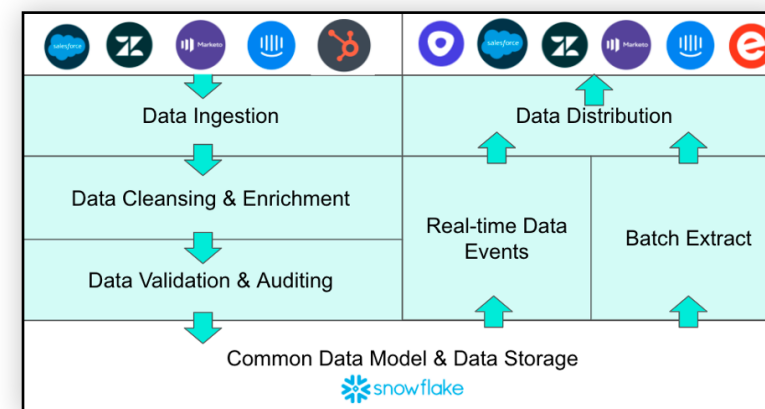 salesforce
Marketo
salesforce
Marketo
e
Data Ingestion
Data Distribution
Data Cleansing & Enrichment
Real-time Data
Events
Batch Extract
Data Validation & Auditing
Common Data Model & Data Storage
snowflake